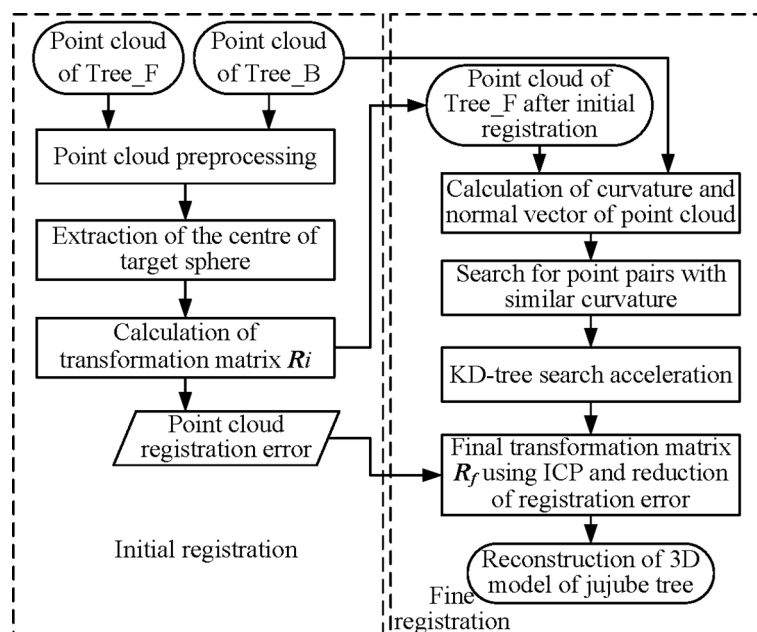 Point cloud
of Tree_F
Point cloud
of Tree_B
Point cloud preprocessing
Extraction of the centre of
target sphere
Calculation of
transformation matrix Ri
Point cloud
registration error
Initial registration
Point cloud of
Tree_F after initial
registration
Calculation of curvature and
normal vector of point cloud
Search for point pairs with
similar curvature
KD-tree search acceleration
Final transformation matrix
Rf using ICP and reduction
of registration error
Reconstruction of 3D
model of jujube tree
Fine
registration